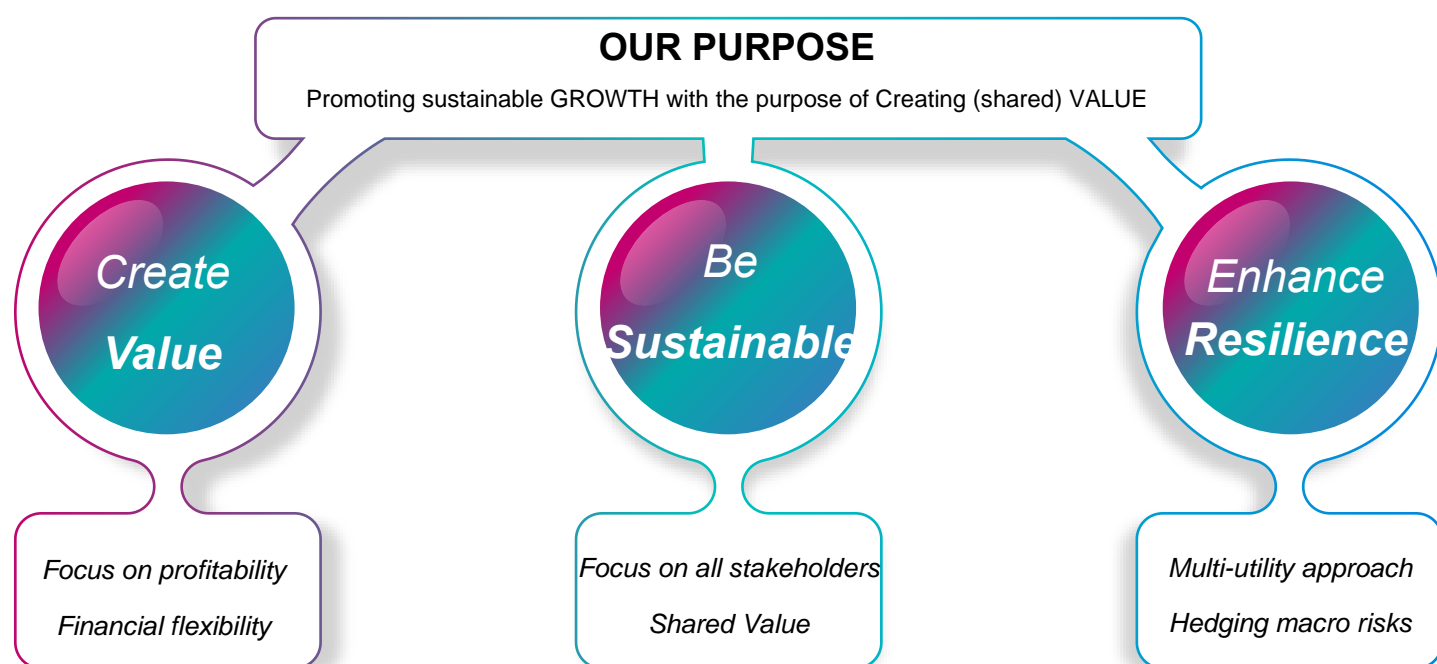 OUR PURPOSE
Promoting sustainable GROWTH with the purpose of Creating (shared) VALUE
Create
Value
Be
Sustainable
Enhance
Resilience
Focus on profitability
Financial flexibility
Focus on all stakeholders
Shared Value
Multi-utility approach
Hedging macro risks